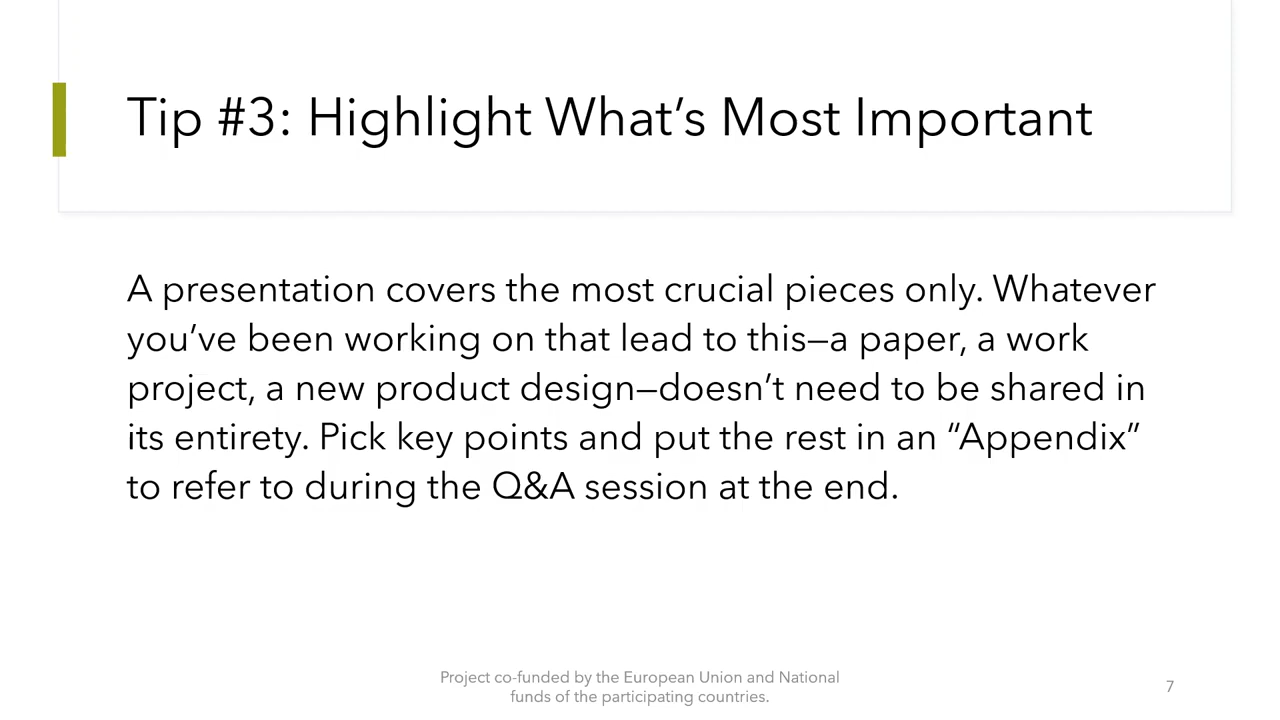 Tip #3: Highlight What’s Most Important
A presentation covers the most crucial pieces only. Whatever
you’ve been working on that lead to this—a paper, a work
project, a new product design—doesn’t need to be shared in
its entirety. Pick key points and put the rest in an “Appendix”
to refer to during the Q&A session at the end.
Project co-funded by the European Union and National
funds of the participating countries.
7